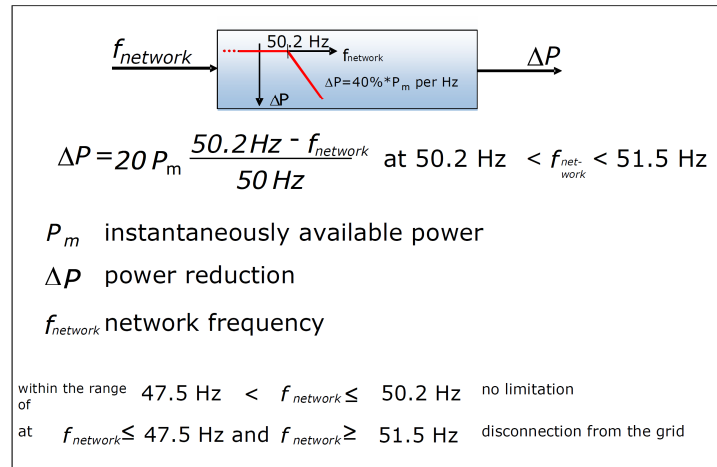 50.2 Hz
f_network
f_network
ΔP
ΔP=40%*P_m per Hz
ΔP
ΔP = 20 P_m (50.2 Hz - f_network) / 50 Hz at 50.2 Hz < f_net-work < 51.5 Hz
P_m instantaneously available power
ΔP power reduction
f_network network frequency
within the range of 47.5 Hz < f_network ≤ 50.2 Hz no limitation
at f_network ≤ 47.5 Hz and f_network ≥ 51.5 Hz disconnection from the grid